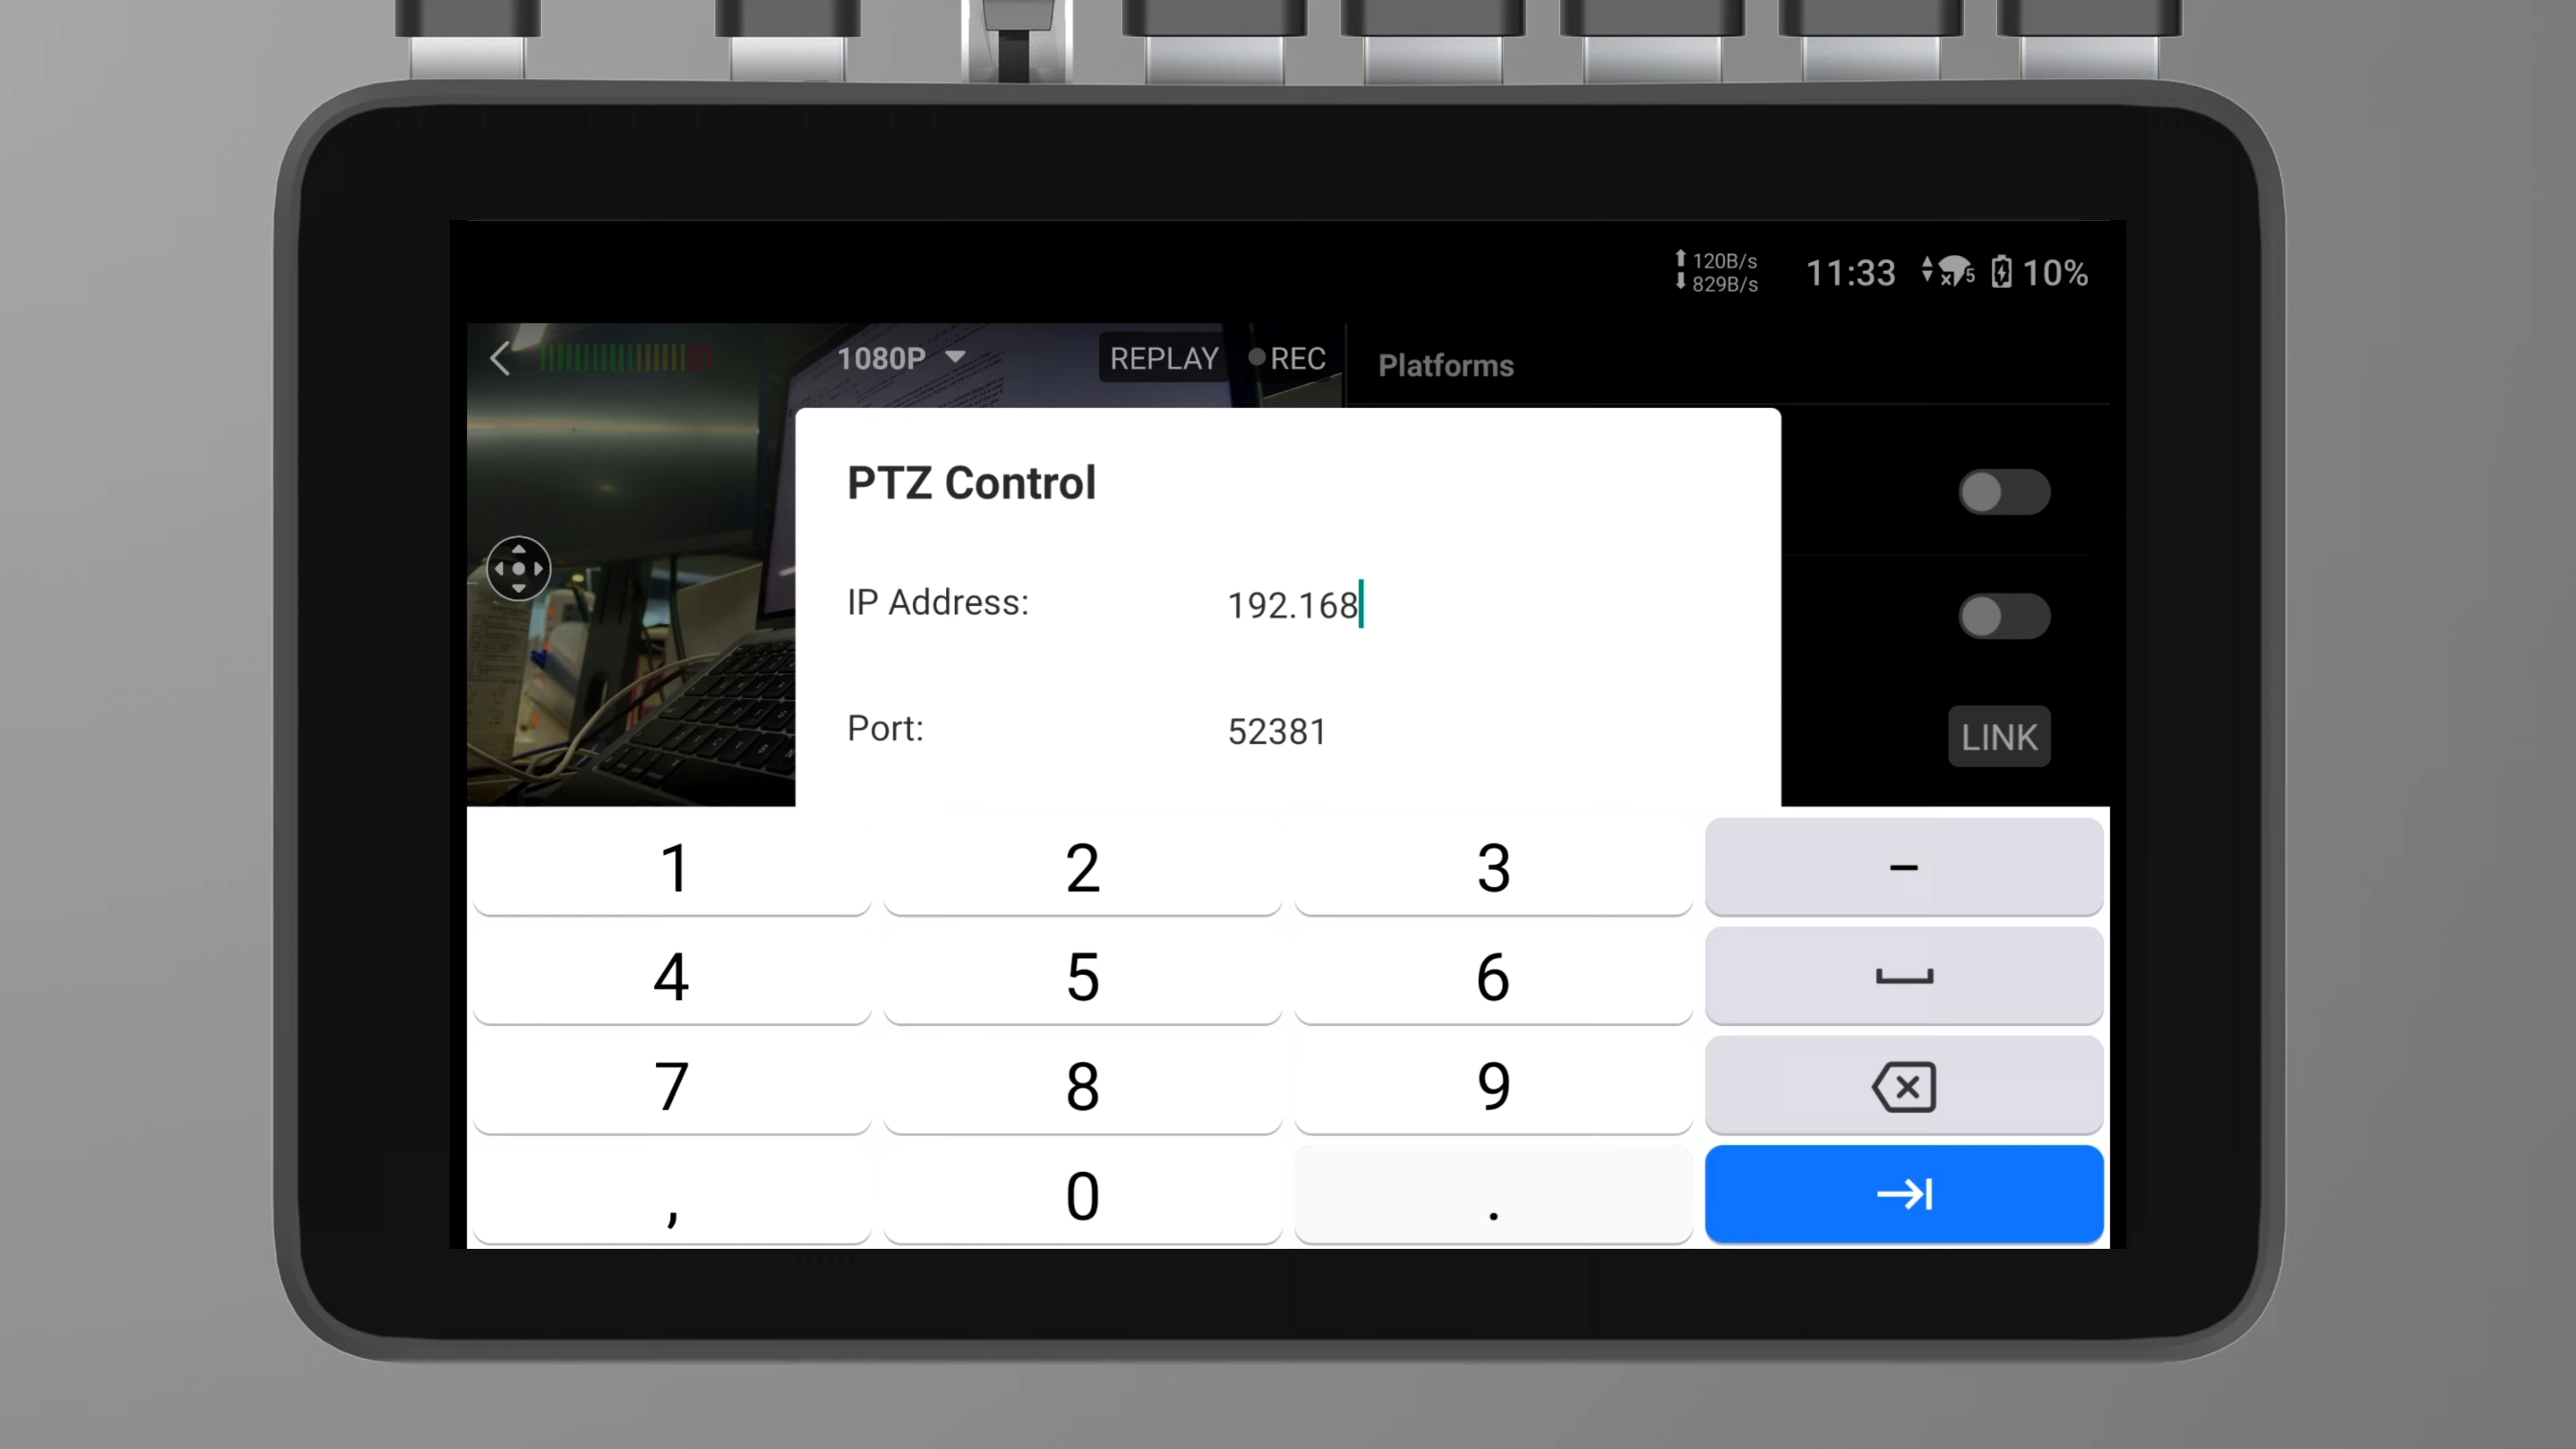 120B/s
829B/s
11:33
5
10%
1080P
REPLAY
REC
Platforms
PTZ Control
IP Address:
192.168
Port:
52381
LINK
1 2 3 –
4 5 6
7 8 9
, 0 .